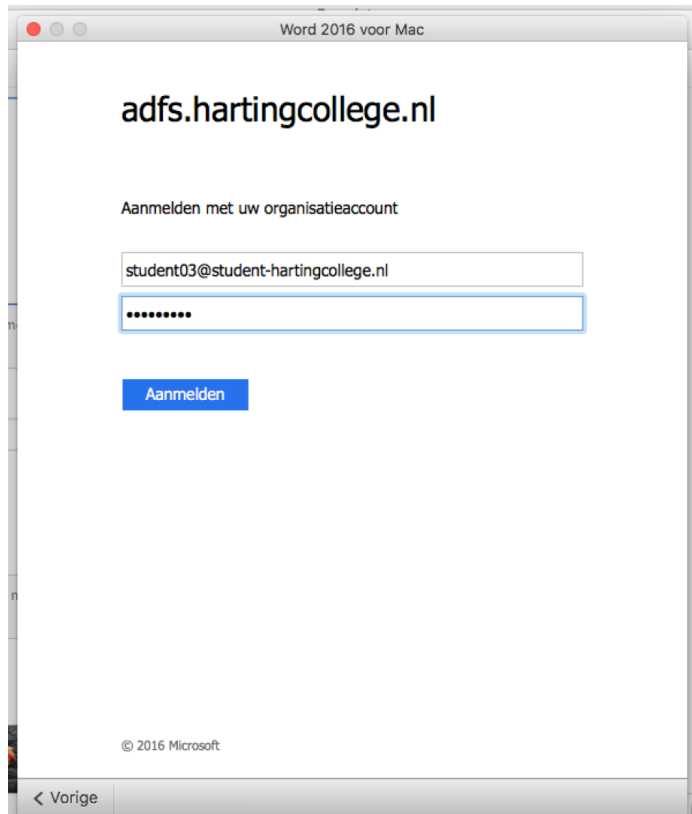 Word 2016 voor Mac
adfs.hartingcollege.nl
Aanmelden met uw organisatieaccount
student03@student-hartingcollege.nl
•••••••••
Aanmelden
© 2016 Microsoft
Vorige